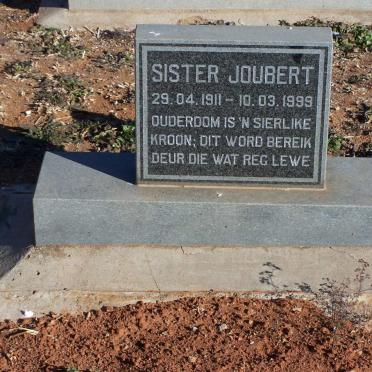 SISTER JOUBERT
29.04.1911 - 10.03.1999
OUDERDOM IS 'N SIERLIKE
KROON; DIT WORD BEREIK
DEUR DIE WAT REG LEWE